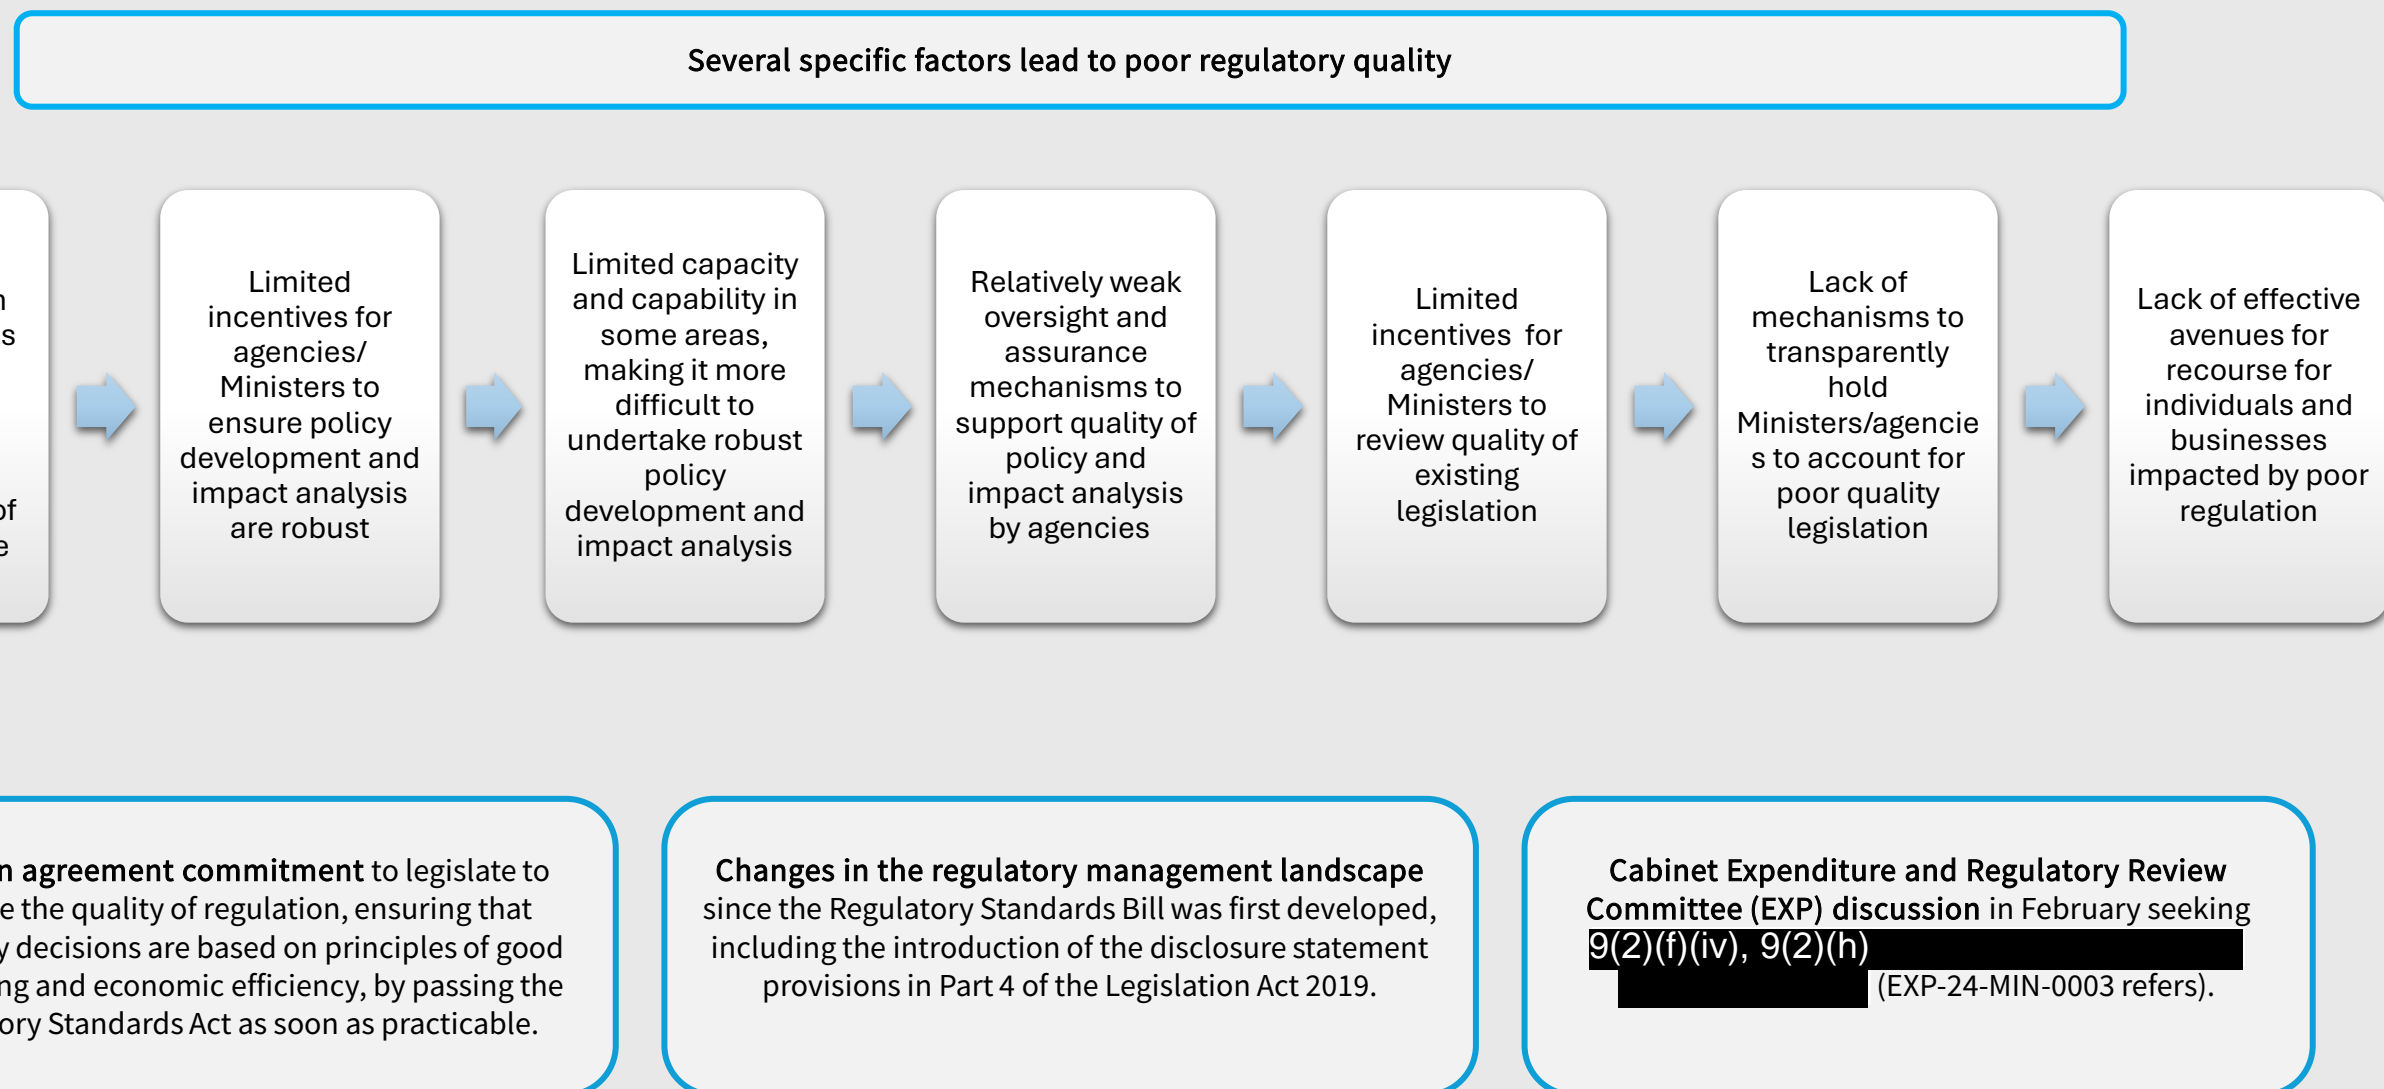 Several specific factors lead to poor regulatory quality
s
of
Limited
incentives for
agencies/
Ministers to
ensure policy
development and
impact analysis
are robust
Limited capacity
and capability in
some areas,
making it more
difficult to
undertake robust
policy
development and
impact analysis
Relatively weak
oversight and
assurance
mechanisms to
support quality of
policy and
impact analysis
by agencies
Limited
incentives for
agencies/
Ministers to
review quality of
existing
legislation
Lack of
mechanisms to
transparently
hold
Ministers/agencie
s to account for
poor quality
legislation
Lack of effective
avenues for
recourse for
individuals and
businesses
impacted by poor
regulation
n agreement commitment to legislate to
e the quality of regulation, ensuring that
y decisions are based on principles of good
ng and economic efficiency, by passing the
ory Standards Act as soon as practicable.
Changes in the regulatory management landscape
since the Regulatory Standards Bill was first developed,
including the introduction of the disclosure statement
provisions in Part 4 of the Legislation Act 2019.
Cabinet Expenditure and Regulatory Review
Committee (EXP) discussion in February seeking
9(2)(f)(iv), 9(2)(h)
(EXP-24-MIN-0003 refers).